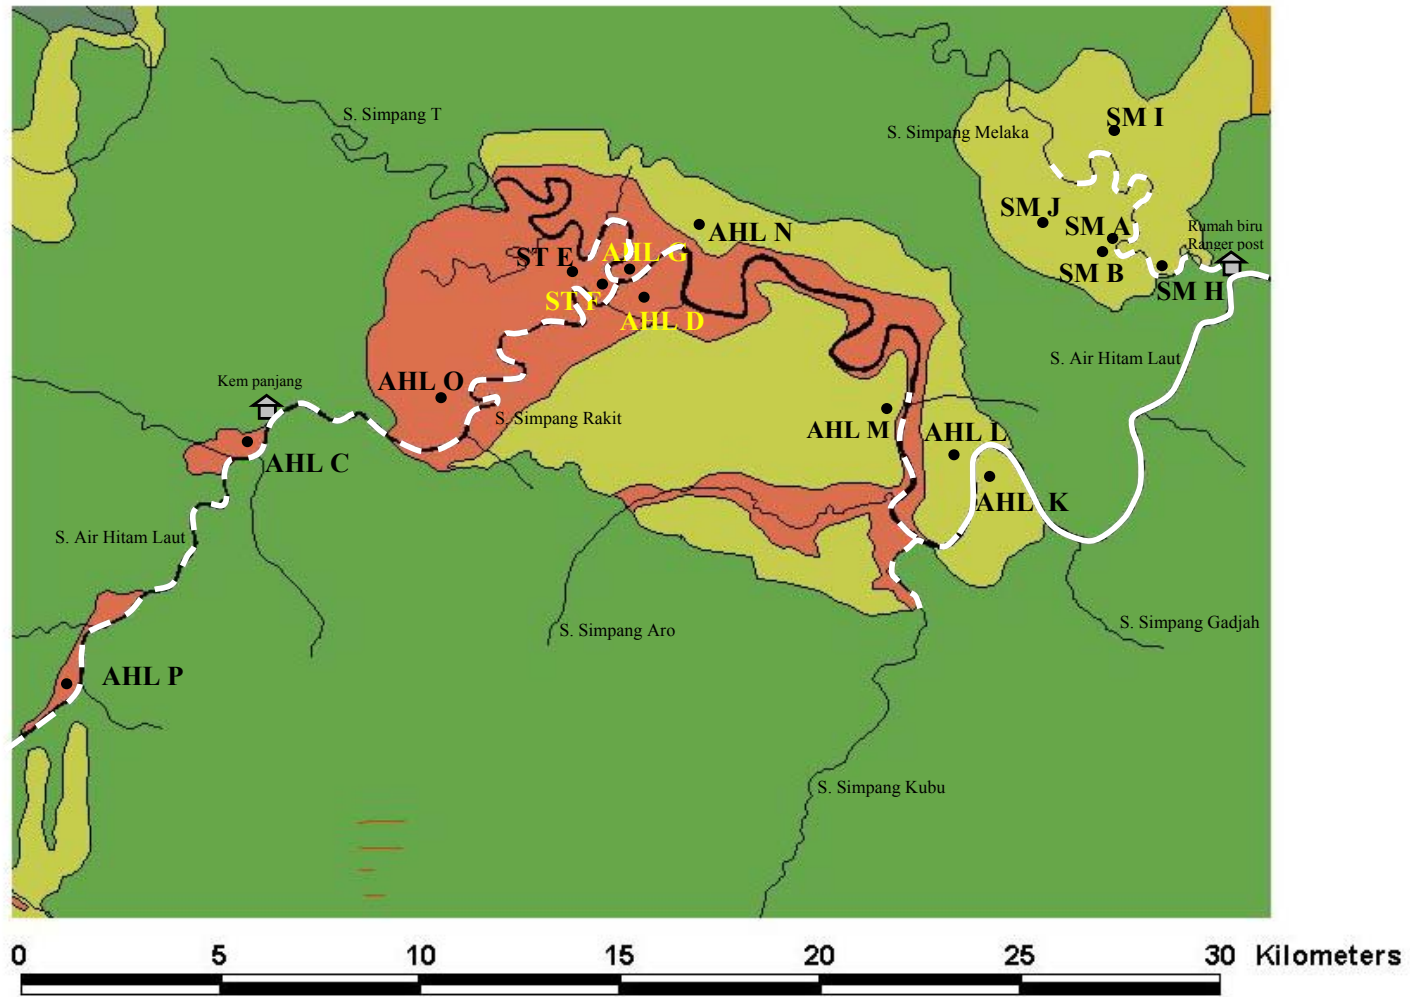 S. Simpang T
SM I
S. Simpang Melaka
SM J
SM A
Rumah biru
Ranger post
AHL N
SM B
SM H
ST E
AHL G
ST F
AHL D
S. Air Hitam Laut
Kem panjang
AHL O
S. Simpang Rakit
AHL M
AHL L
AHL C
AHL K
S. Air Hitam Laut
S. Simpang Aro
S. Simpang Gadjah
AHL P
S. Simpang Kubu
0 5 10 15 20 25 30 Kilometers